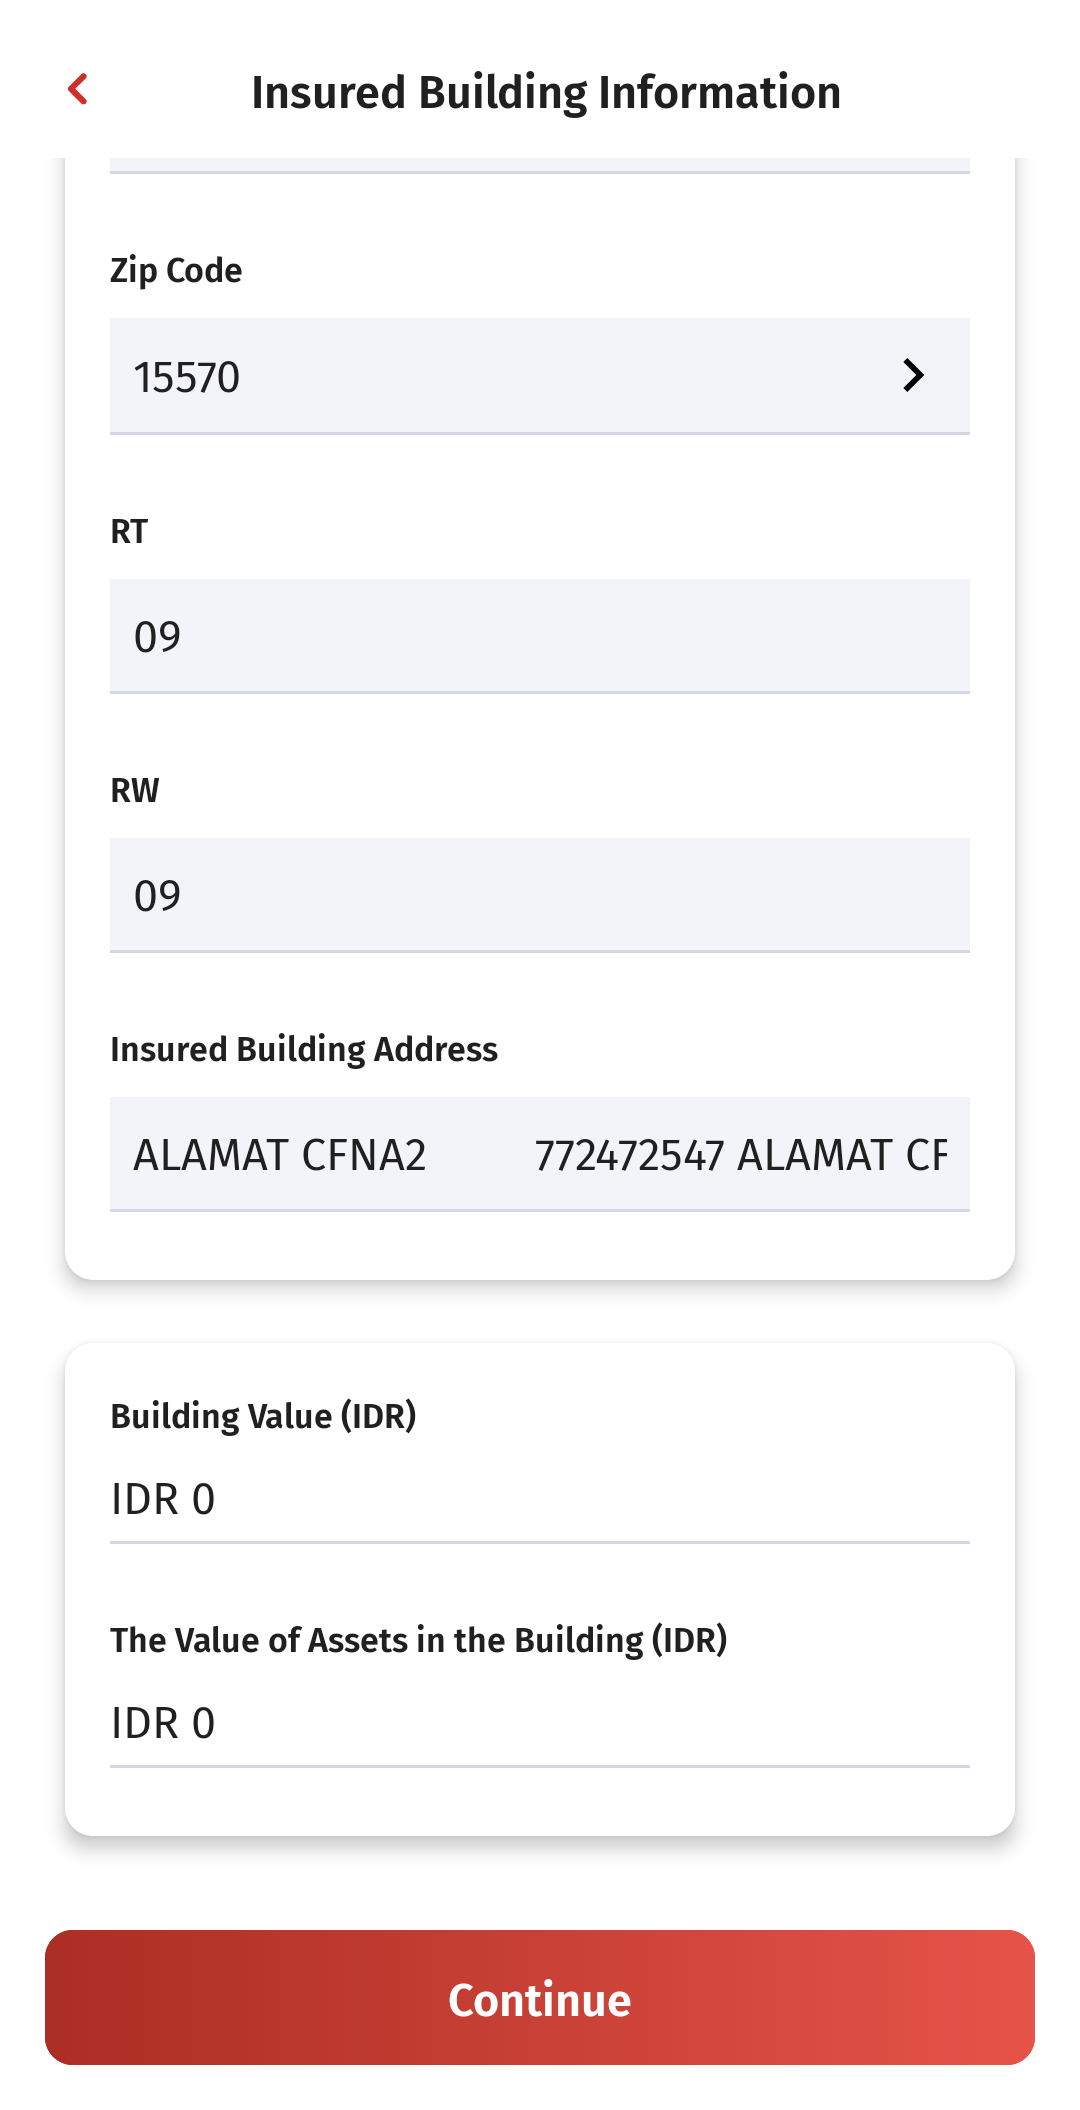 Insured Building Information
Zip Code
15570
RT
09
RW
09
Insured Building Address
ALAMAT CFNA2 772472547 ALAMAT CF
Building Value (IDR)
IDR 0
The Value of Assets in the Building (IDR)
IDR 0
Continue